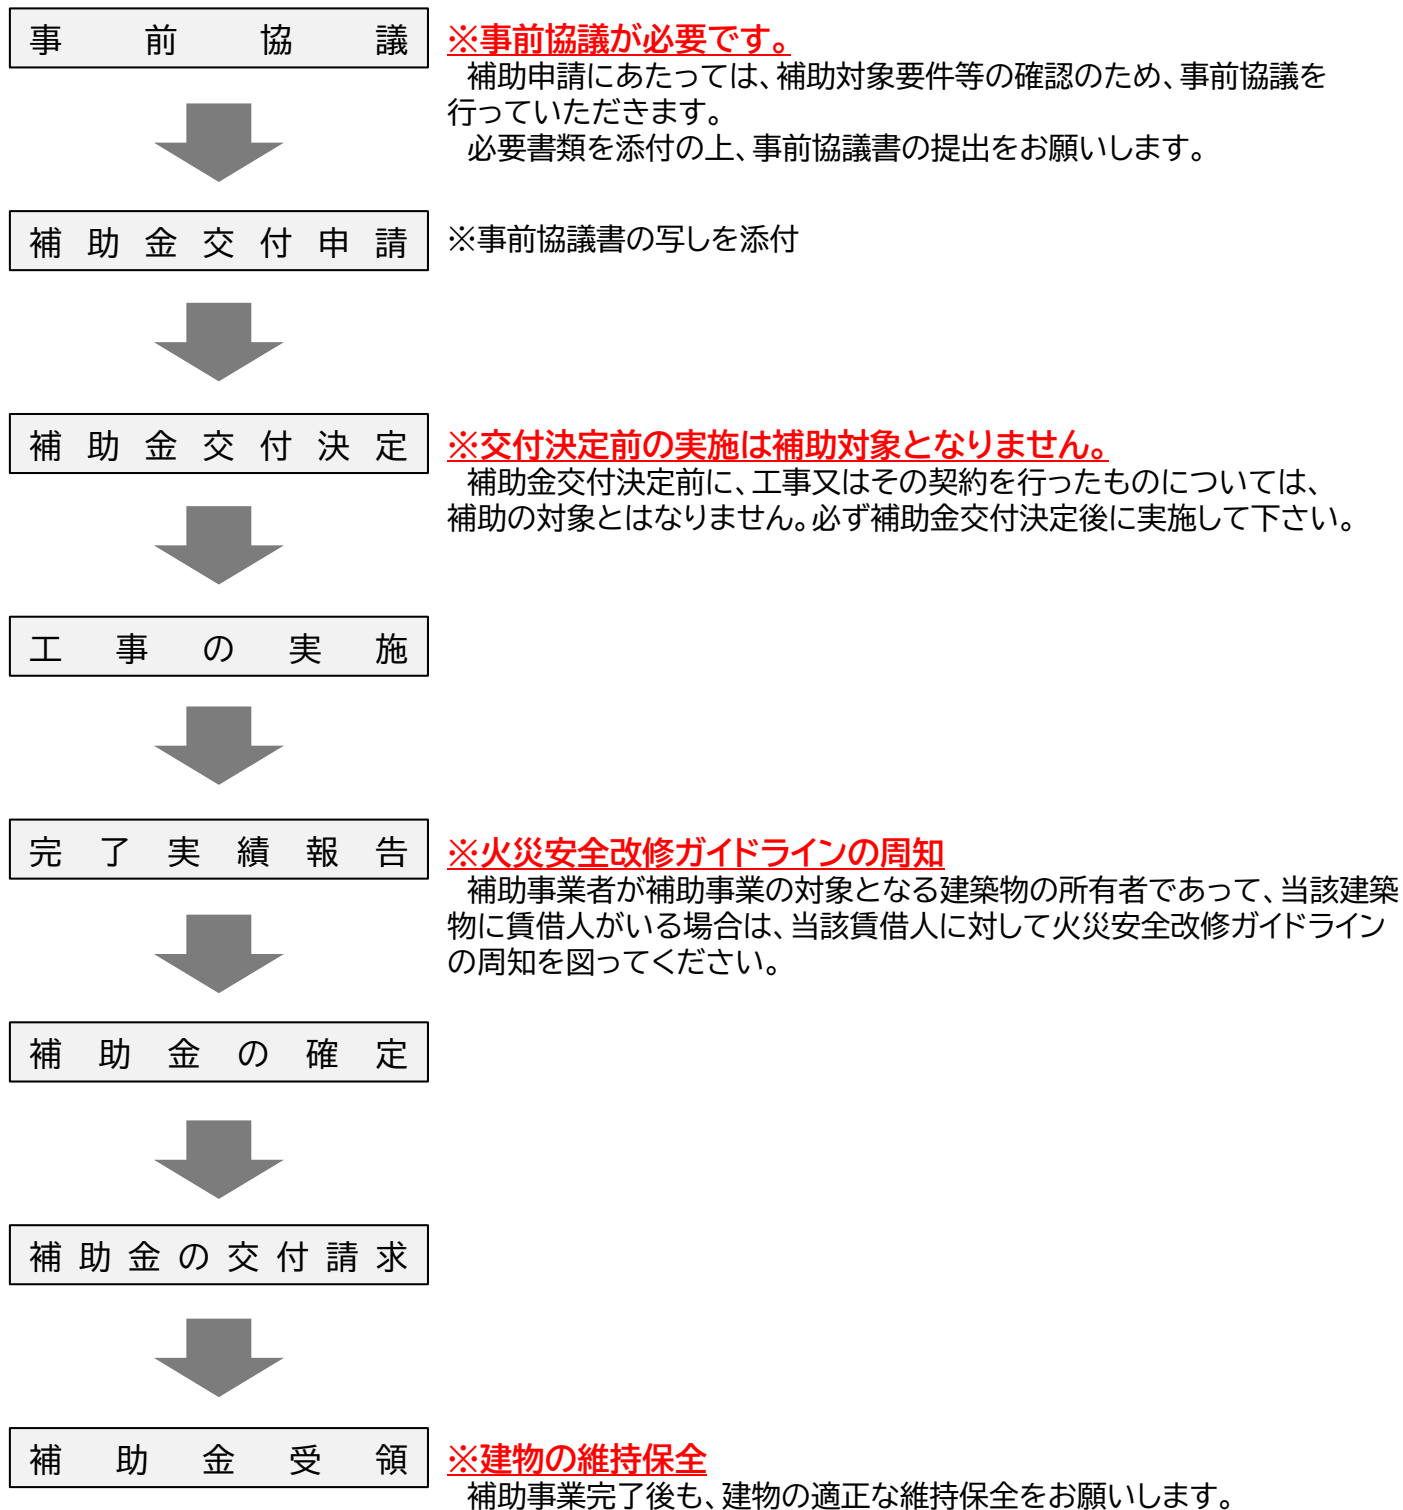 事前協議
※事前協議が必要です。
補助申請にあたっては、補助対象要件等の確認のため、事前協議を
行っていただきます。
必要書類を添付の上、事前協議書の提出をお願いします。
補助金交付申請
※事前協議書の写しを添付
補助金交付決定
※交付決定前の実施は補助対象となりません。
補助金交付決定前に、工事又はその契約を行ったものについては、
補助の対象とはなりません。必ず補助金交付決定後に実施して下さい。
工事の実施
完了実績報告
※火災安全改修ガイドラインの周知
補助事業者が補助事業の対象となる建築物の所有者であって、当該建築
物に賃借人がいる場合は、当該賃借人に対して火災安全改修ガイドライン
の周知を図ってください。
補助金の確定
補助金の交付請求
補助金受領
※建物の維持保全
補助事業完了後も、建物の適正な維持保全をお願いします。